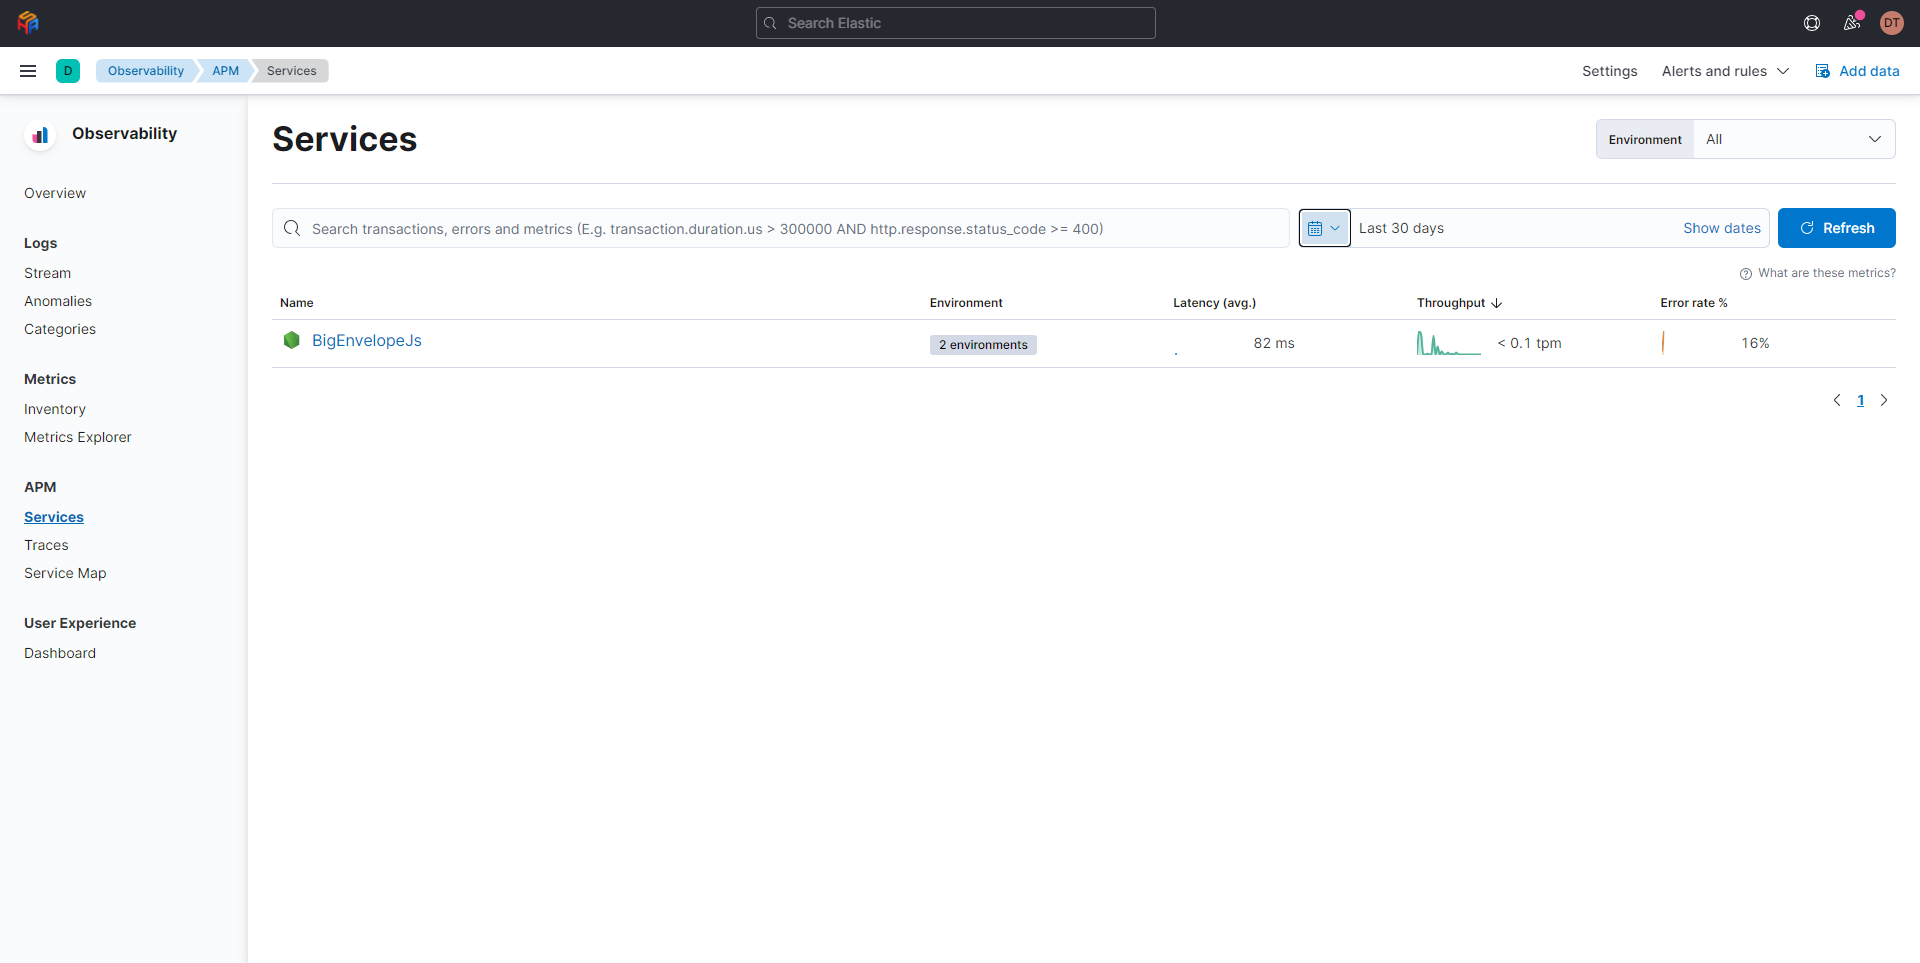 Search Elastic
DT
D
Observability
APM
Services
Settings
Alerts and rules
Add data
Observability
Overview
Logs
Stream
Anomalies
Categories
Metrics
Inventory
Metrics Explorer
APM
Services
Traces
Service Map
User Experience
Dashboard
Services
Environment All
Search transactions, errors and metrics (E.g. transaction.duration.us > 300000 AND http.response.status_code >= 400)
Last 30 days
Show dates
Refresh
What are these metrics?
Name Environment Latency (avg.) Throughput Error rate %
BigEnvelopeJs 2 environments 82 ms < 0.1 tpm 16%
1